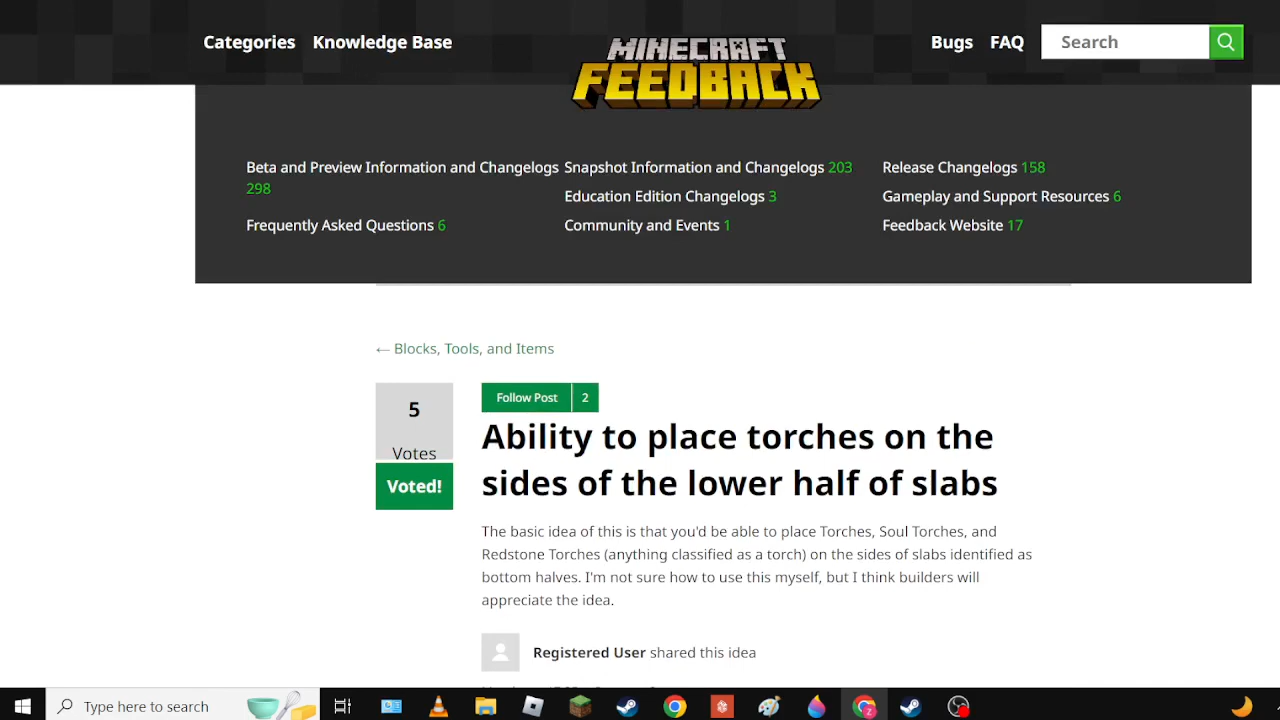 Categories Knowledge Base
MINECRAFT
FEEDBACK
Bugs FAQ Search
Beta and Preview Information and Changelogs 298
Snapshot Information and Changelogs 203
Release Changelogs 158
Education Edition Changelogs 3
Gameplay and Support Resources 6
Frequently Asked Questions 6
Community and Events 1
Feedback Website 17
← Blocks, Tools, and Items
5
Votes
Voted!
Follow Post 2
Ability to place torches on the
sides of the lower half of slabs
The basic idea of this is that you'd be able to place Torches, Soul Torches, and
Redstone Torches (anything classified as a torch) on the sides of slabs identified as
bottom halves. I'm not sure how to use this myself, but I think builders will
appreciate the idea.
Registered User shared this idea
Type here to search